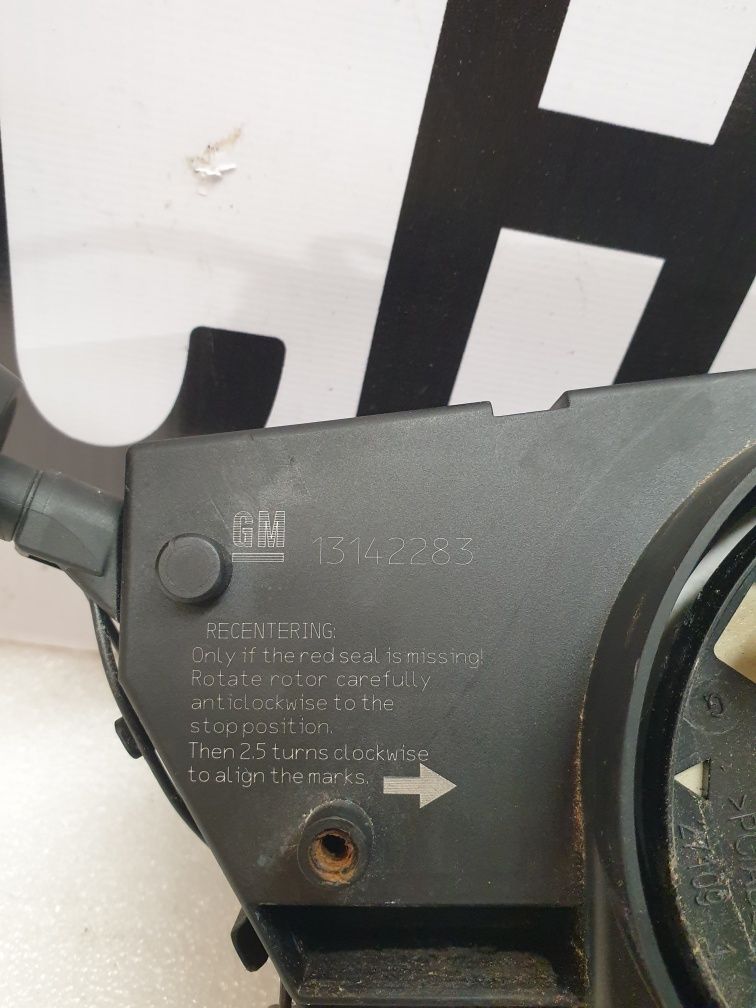 GM 13142283
RECENTERING:
Only if the red seal is missing!
Rotate rotor carefully
anticlockwise to the
stop position.
Then 2.5 turns clockwise
to align the marks.